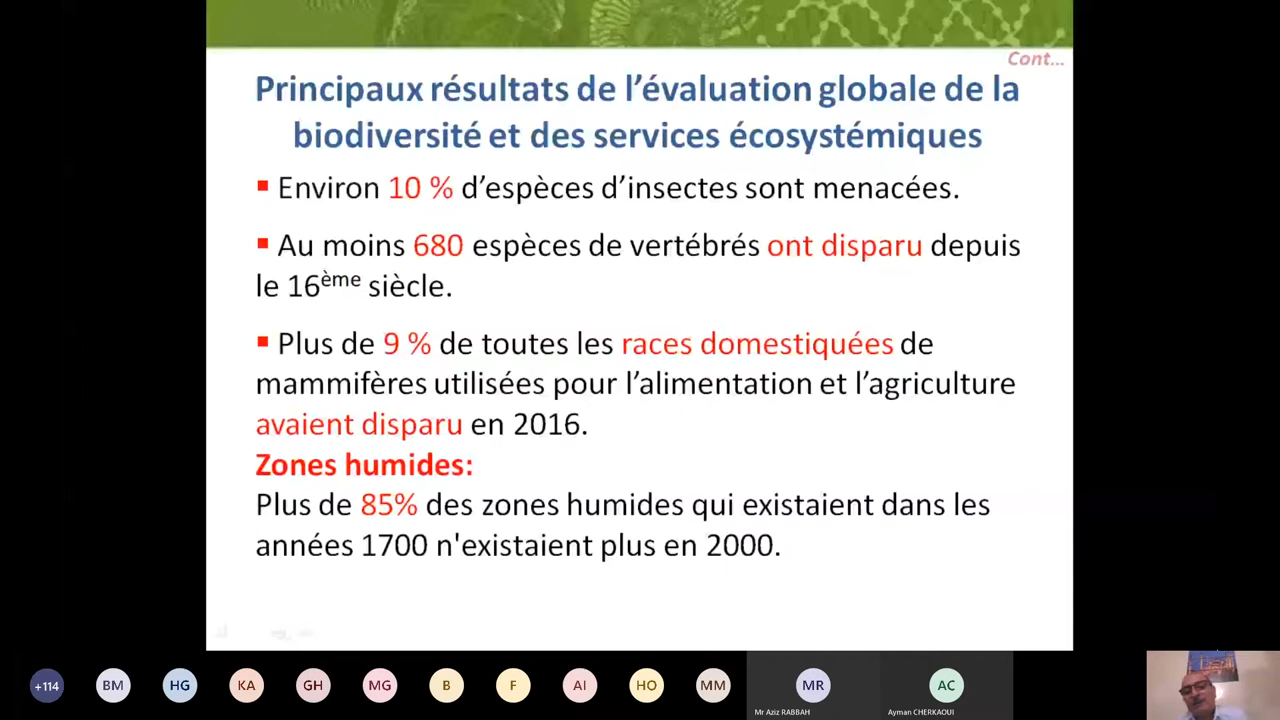 Cont...
Principaux résultats de l’évaluation globale de la
biodiversité et des services écosystémiques
▪ Environ 10 % d’espèces d’insectes sont menacées.
▪ Au moins 680 espèces de vertébrés ont disparu depuis
le 16ème siècle.
▪ Plus de 9 % de toutes les races domestiquées de
mammifères utilisées pour l’alimentation et l’agriculture
avaient disparu en 2016.
Zones humides:
Plus de 85% des zones humides qui existaient dans les
années 1700 n'existaient plus en 2000.
+114 BM HG KA GH MG B F AI HO MM MR AC
Mr Aziz RABBAH Ayman CHERKAOUI